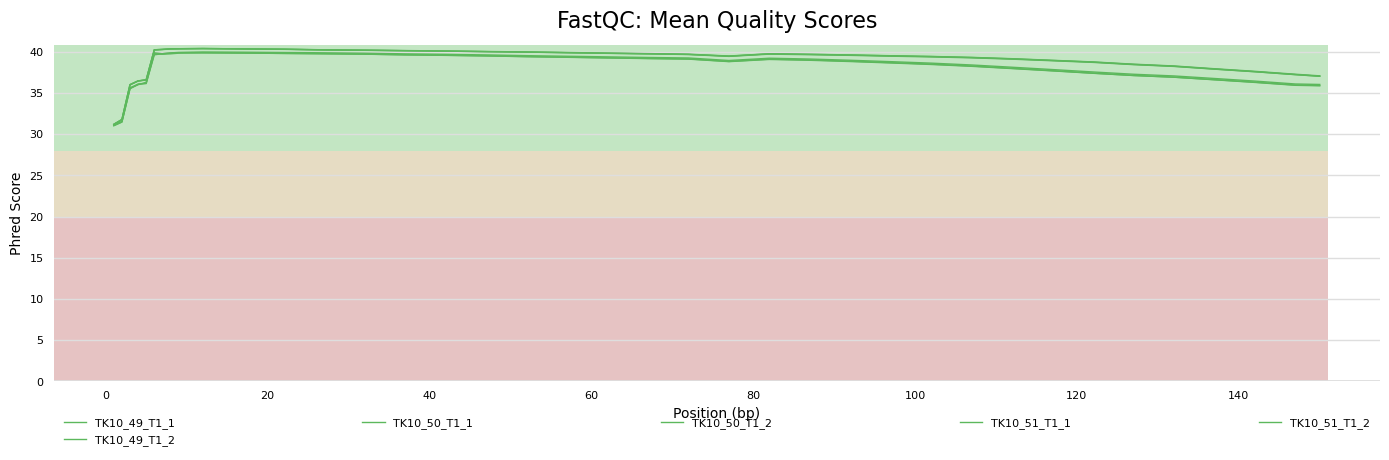 FastQC: Mean Quality Scores
Phred Score
40
35
30
25
20
15
10
5
0
0 20 40 60 80 100 120 140
Position (bp)
TK10_49_T1_1 TK10_50_T1_1 TK10_50_T1_2 TK10_51_T1_1 TK10_51_T1_2
TK10_49_T1_2